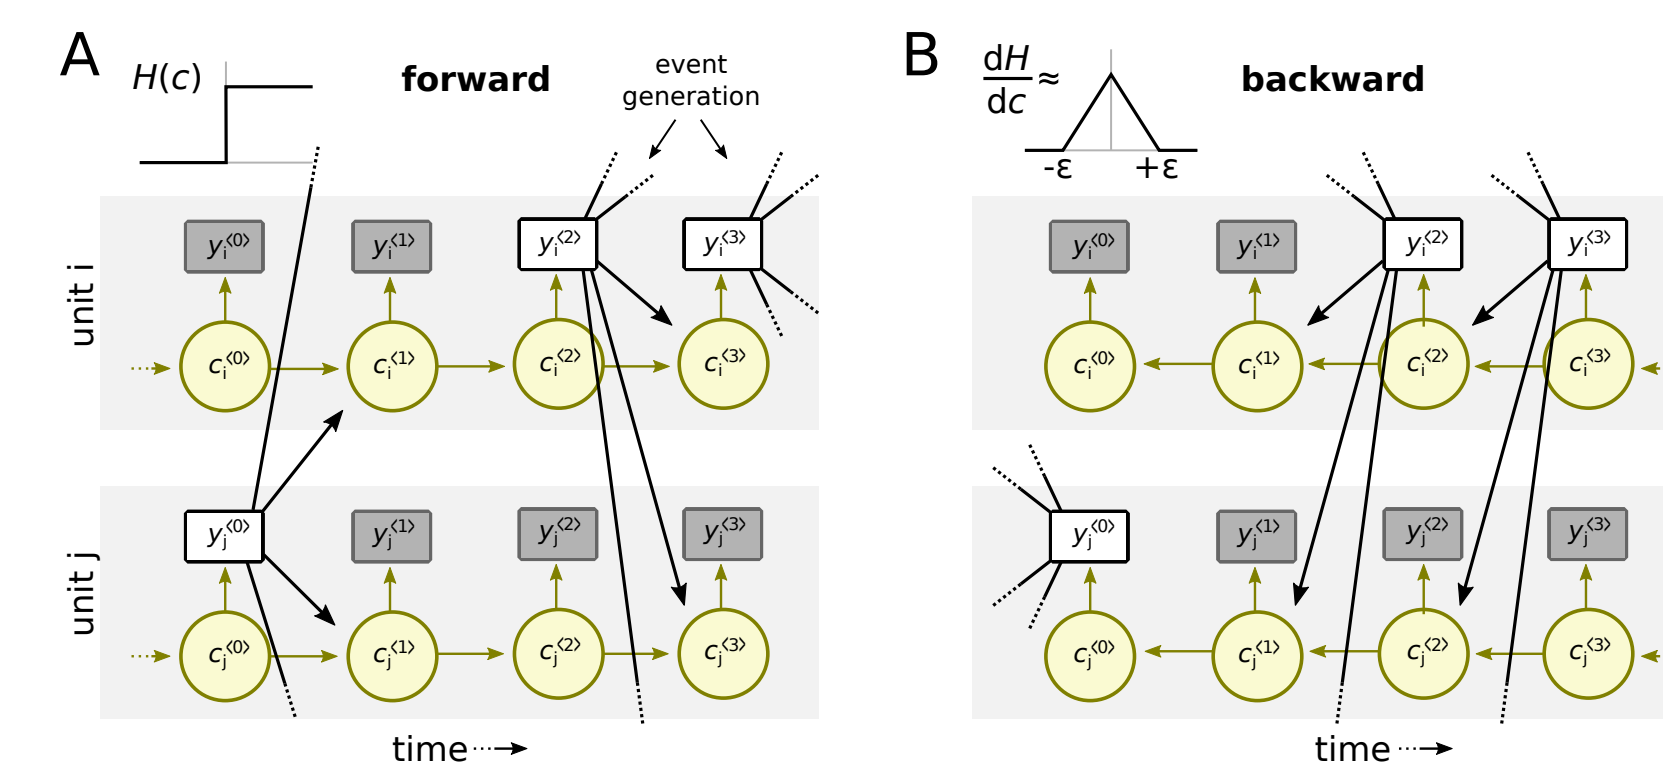 A
H(c)
forward
event
generation
unit i
y_i^⟨0⟩ y_i^⟨1⟩ y_i^⟨2⟩ y_i^⟨3⟩
c_i^⟨0⟩ c_i^⟨1⟩ c_i^⟨2⟩ c_i^⟨3⟩
unit j
y_j^⟨0⟩ y_j^⟨1⟩ y_j^⟨2⟩ y_j^⟨3⟩
c_j^⟨0⟩ c_j^⟨1⟩ c_j^⟨2⟩ c_j^⟨3⟩
time
B
dH
dc
≈
-ε +ε
backward
y_i^⟨0⟩ y_i^⟨1⟩ y_i^⟨2⟩ y_i^⟨3⟩
c_i^⟨0⟩ c_i^⟨1⟩ c_i^⟨2⟩ c_i^⟨3⟩
y_j^⟨0⟩ y_j^⟨1⟩ y_j^⟨2⟩ y_j^⟨3⟩
c_j^⟨0⟩ c_j^⟨1⟩ c_j^⟨2⟩ c_j^⟨3⟩
time